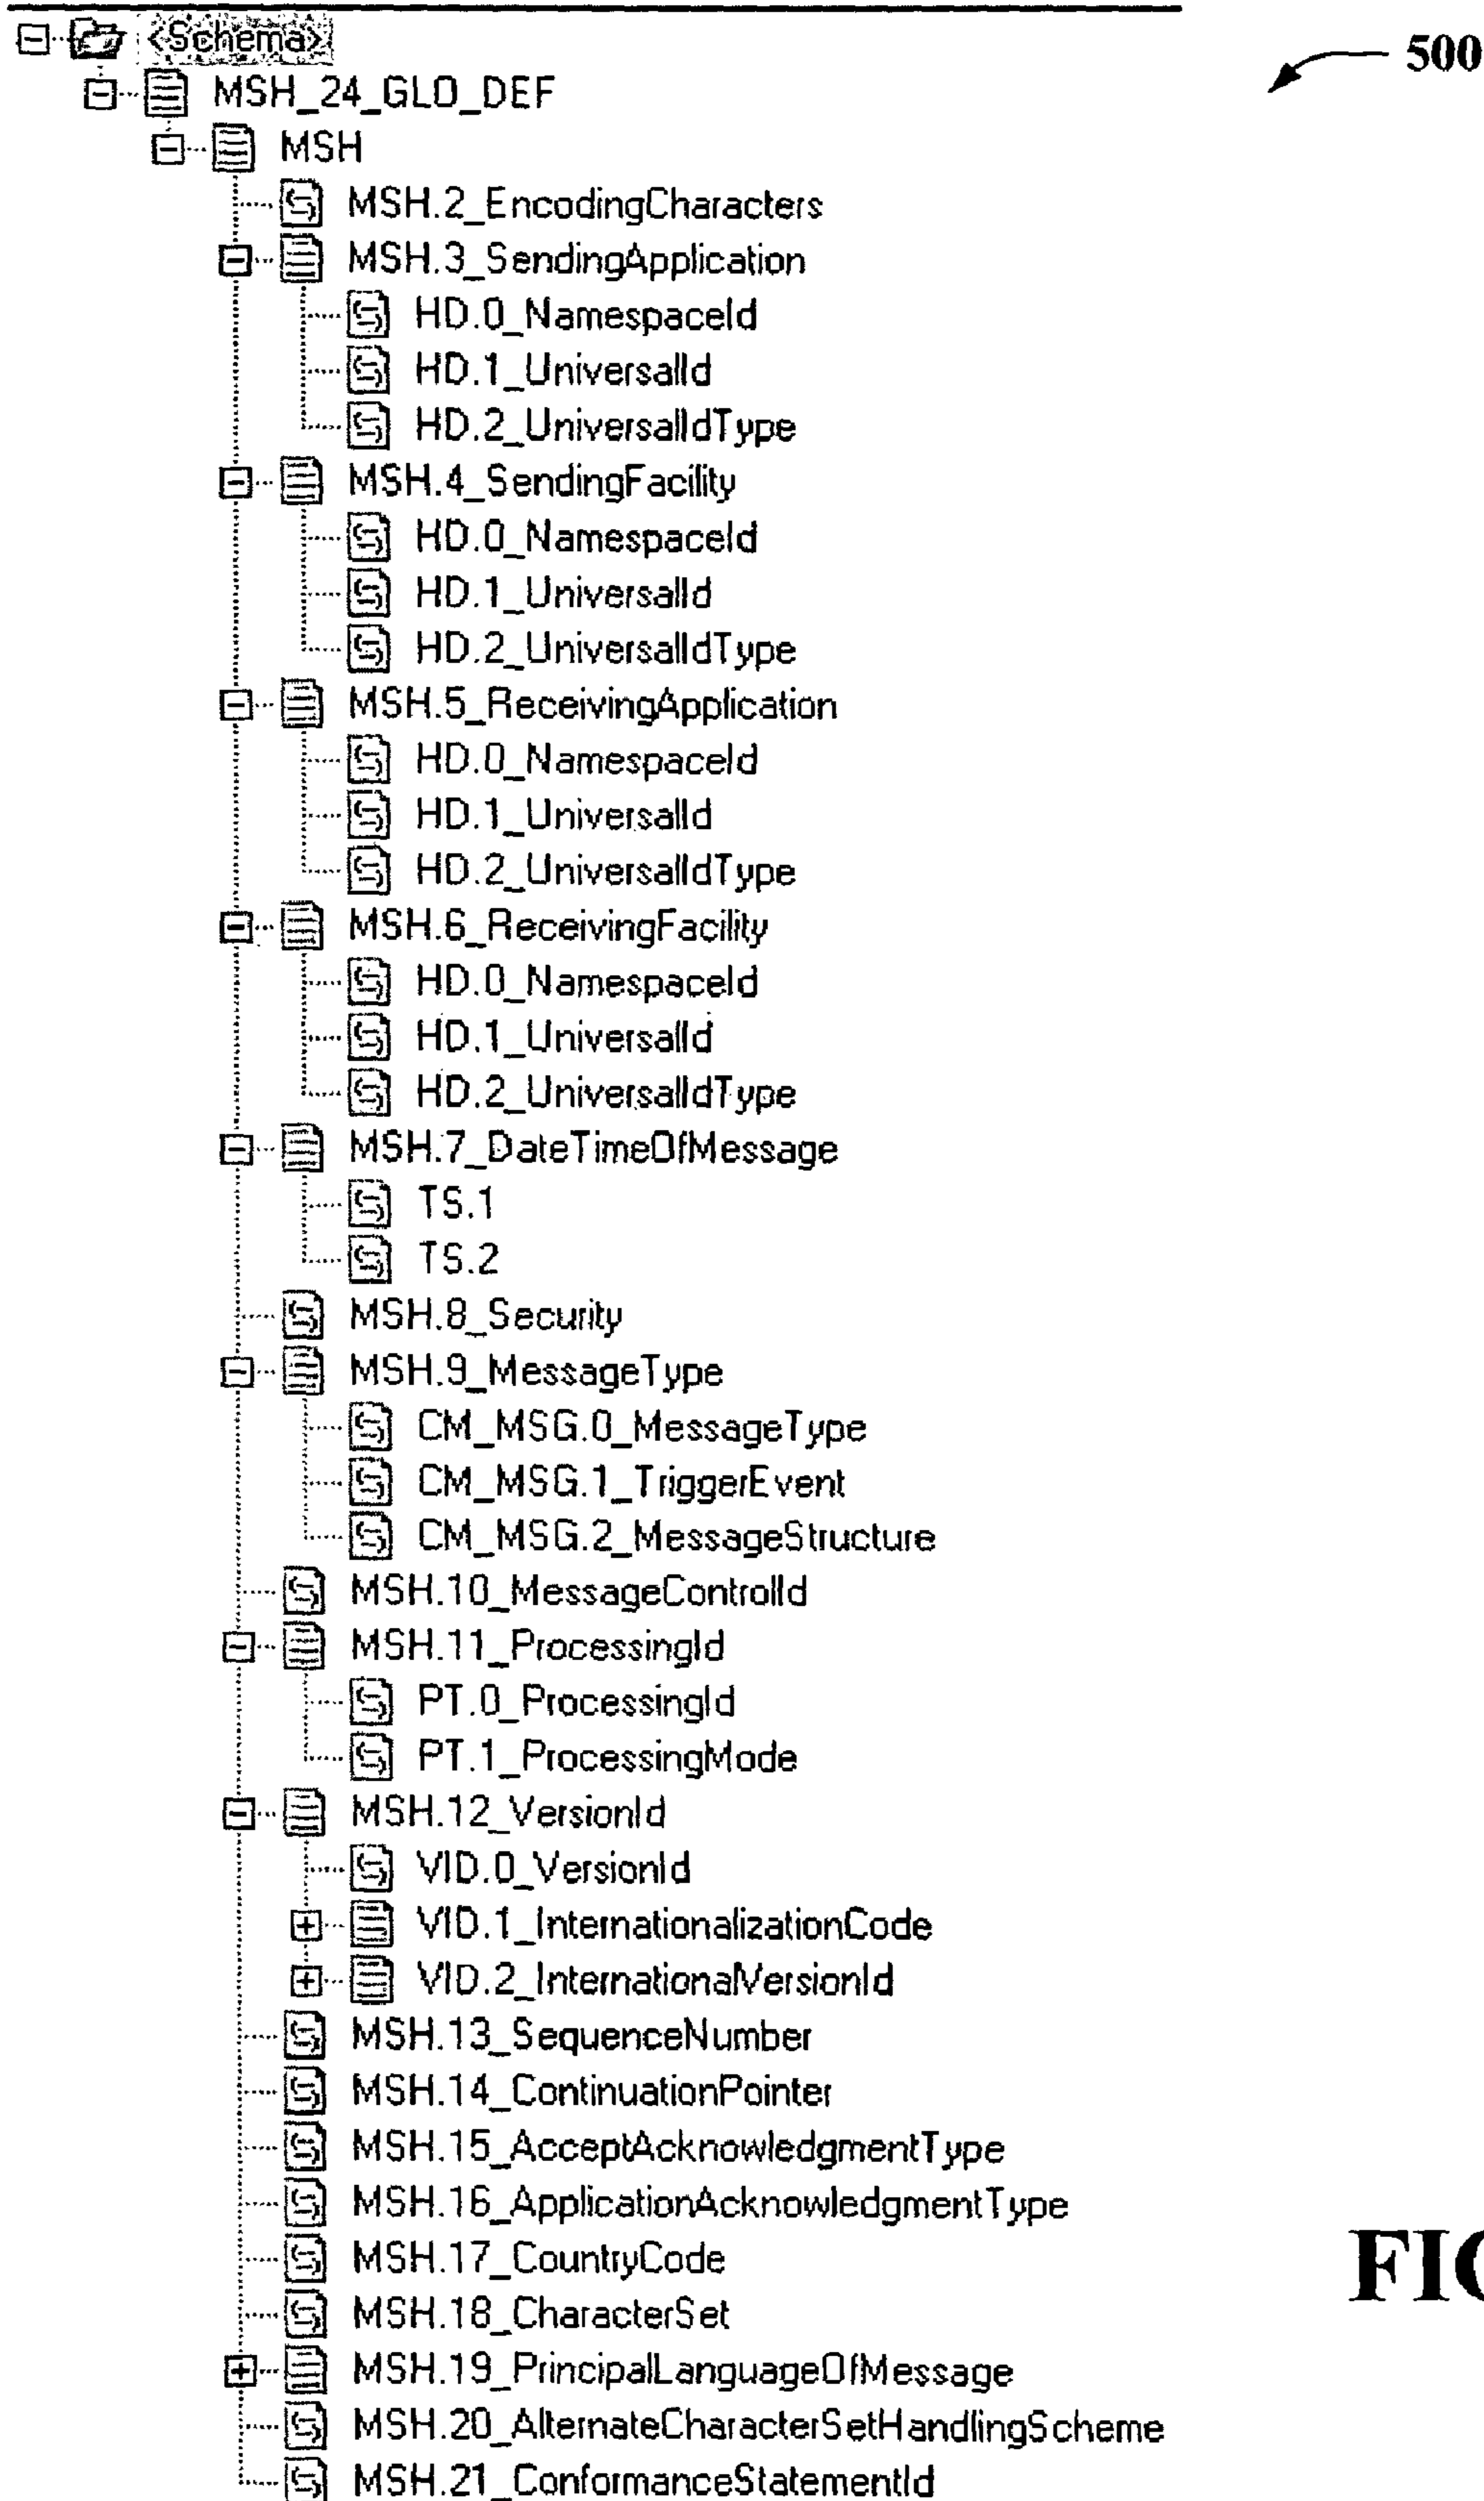 <Schema>
500
MSH_24_GLO_DEF
MSH
MSH.2_EncodingCharacters
MSH.3_SendingApplication
HD.0_NamespaceId
HD.1_UniversalId
HD.2_UniversalIdType
MSH.4_SendingFacility
HD.0_NamespaceId
HD.1_UniversalId
HD.2_UniversalIdType
MSH.5_ReceivingApplication
HD.0_NamespaceId
HD.1_UniversalId
HD.2_UniversalIdType
MSH.6_ReceivingFacility
HD.0_NamespaceId
HD.1_UniversalId
HD.2_UniversalIdType
MSH.7_DateTimeOfMessage
TS.1
TS.2
MSH.8_Security
MSH.9_MessageType
CM_MSG.0_MessageType
CM_MSG.1_TriggerEvent
CM_MSG.2_MessageStructure
MSH.10_MessageControlId
MSH.11_ProcessingId
PT.0_ProcessingId
PT.1_ProcessingMode
MSH.12_VersionId
VID.0_VersionId
VID.1_InternationalizationCode
VID.2_InternationalVersionId
MSH.13_SequenceNumber
MSH.14_ContinuationPointer
MSH.15_AcceptAcknowledgmentType
MSH.16_ApplicationAcknowledgmentType
MSH.17_CountryCode
FIG
MSH.18_CharacterSet
MSH.19_PrincipalLanguageOfMessage
MSH.20_AlternateCharacterSetHandlingScheme
MSH.21_ConformanceStatementId